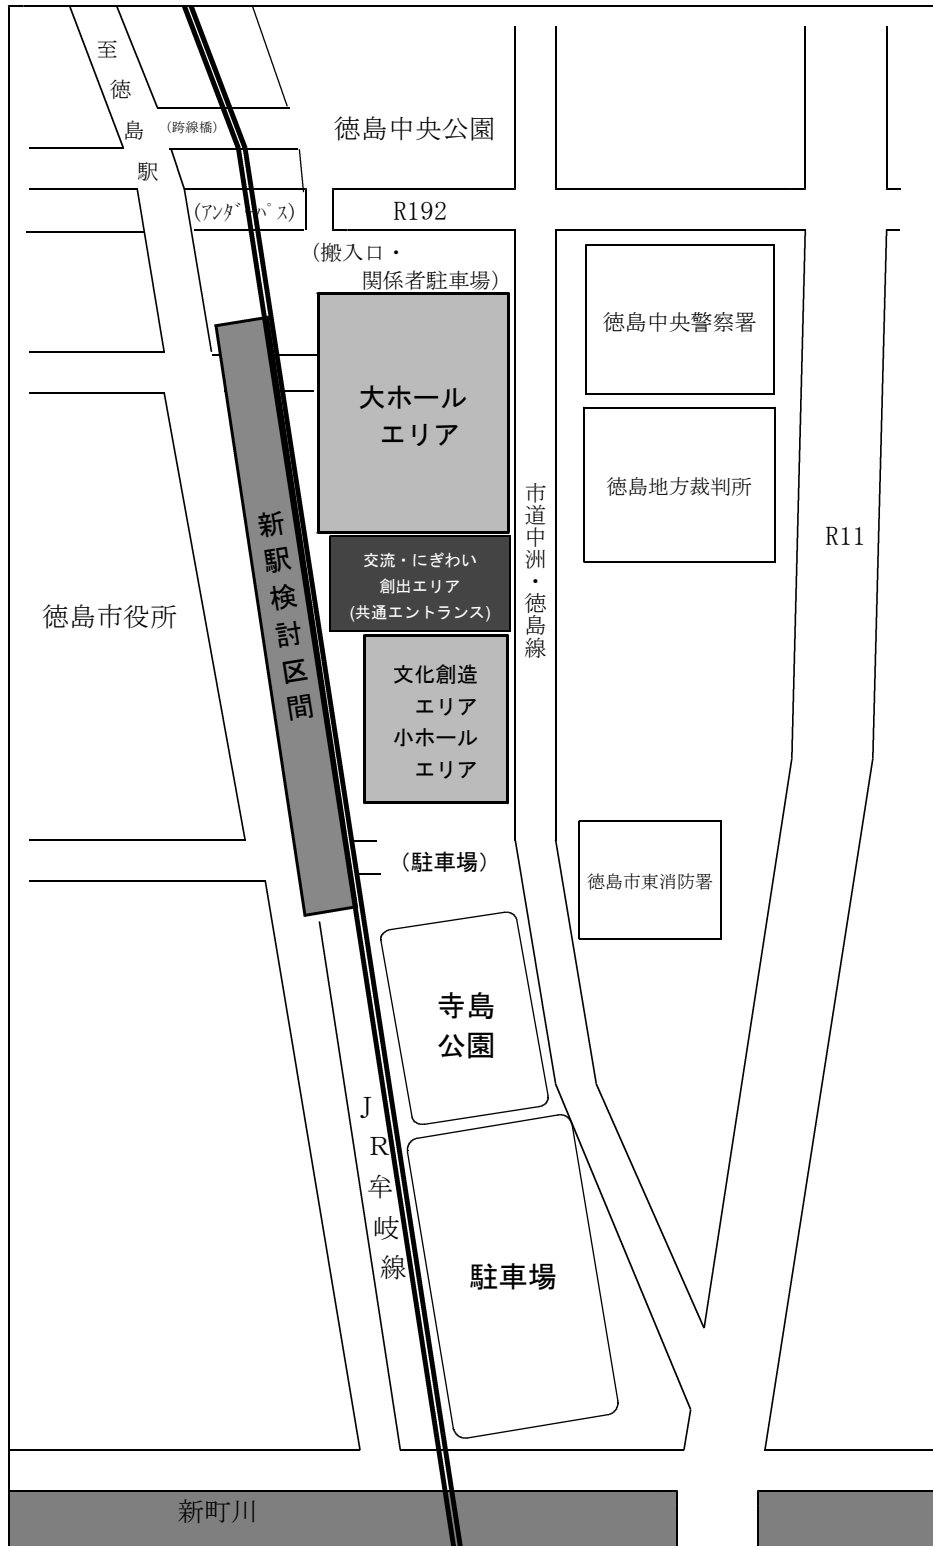 至徳島駅
(跨線橋)
徳島中央公園
(ｱﾝﾀﾞｰﾊﾟｽ)
R192
(搬入口・
関係者駐車場)
徳島中央警察署
大ホール
エリア
徳島地方裁判所
市道中洲・徳島線
R11
新駅検討区間
交流・にぎわい
創出エリア
(共通エントランス)
徳島市役所
文化創造
エリア
小ホール
エリア
(駐車場)
徳島市東消防署
寺島
公園
JR牟岐線
駐車場
新町川